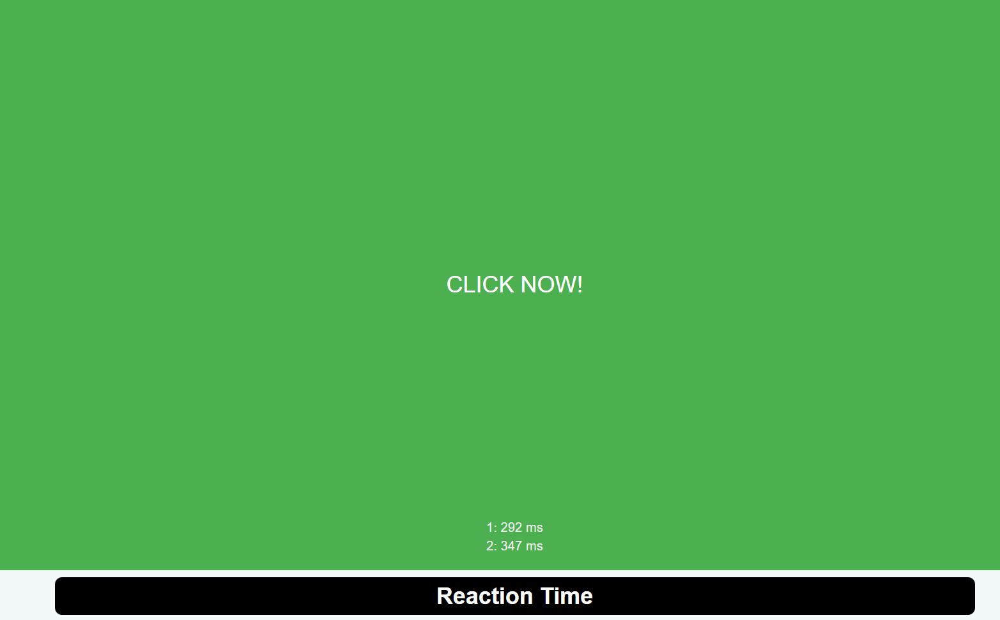 CLICK NOW!
1: 292 ms
2: 347 ms
Reaction Time